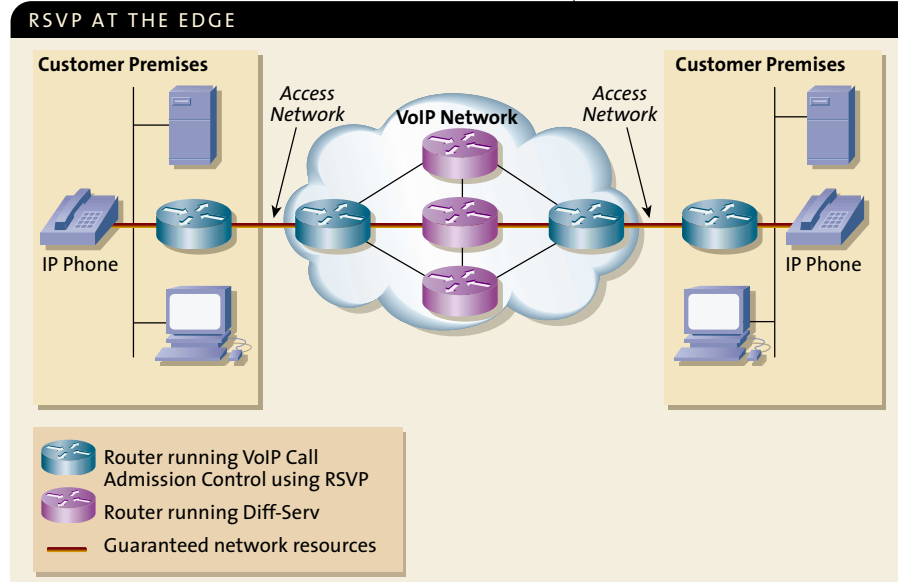 RSVP AT THE EDGE
Customer Premises
Access
Network
VoIP Network
Access
Network
Customer Premises
IP Phone
IP Phone
Router running VoIP Call
Admission Control using RSVP
Router running Diff-Serv
Guaranteed network resources